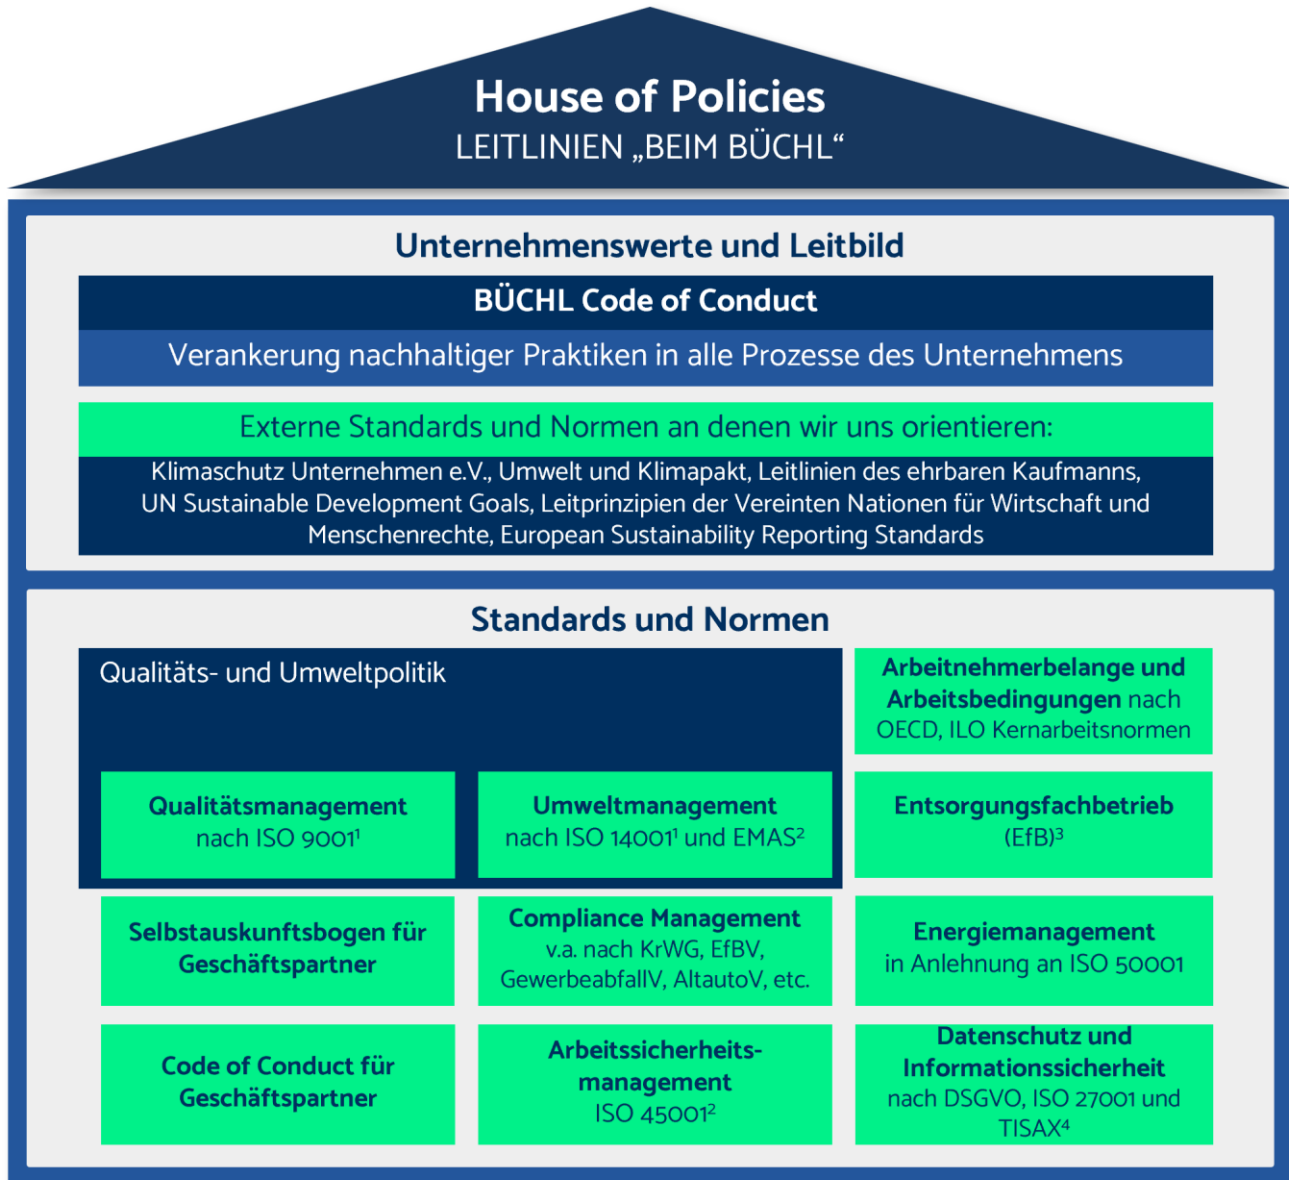 House of Policies
LEITLINIEN „BEIM BÜCHL“
Unternehmenswerte und Leitbild
BÜCHL Code of Conduct
Verankerung nachhaltiger Praktiken in alle Prozesse des Unternehmens
Externe Standards und Normen an denen wir uns orientieren:
Klimaschutz Unternehmen e.V., Umwelt und Klimapakt, Leitlinien des ehrbaren Kaufmanns,
UN Sustainable Development Goals, Leitprinzipien der Vereinten Nationen für Wirtschaft und
Menschenrechte, European Sustainability Reporting Standards
Standards und Normen
Qualitäts- und Umweltpolitik
Arbeitnehmerbelange und
Arbeitsbedingungen nach
OECD, ILO Kernarbeitsnormen
Qualitätsmanagement
nach ISO 9001¹
Umweltmanagement
nach ISO 14001¹ und EMAS²
Entsorgungsfachbetrieb
(EfB)³
Selbstauskunftsbogen für
Geschäftspartner
Compliance Management
v.a. nach KrWG, EfBV,
GewerbeabfallV, AltautoV, etc.
Energiemanagement
in Anlehnung an ISO 50001
Code of Conduct für
Geschäftspartner
Arbeitssicherheits-
management
ISO 45001²
Datenschutz und
Informationssicherheit
nach DSGVO, ISO 27001 und
TISAX⁴